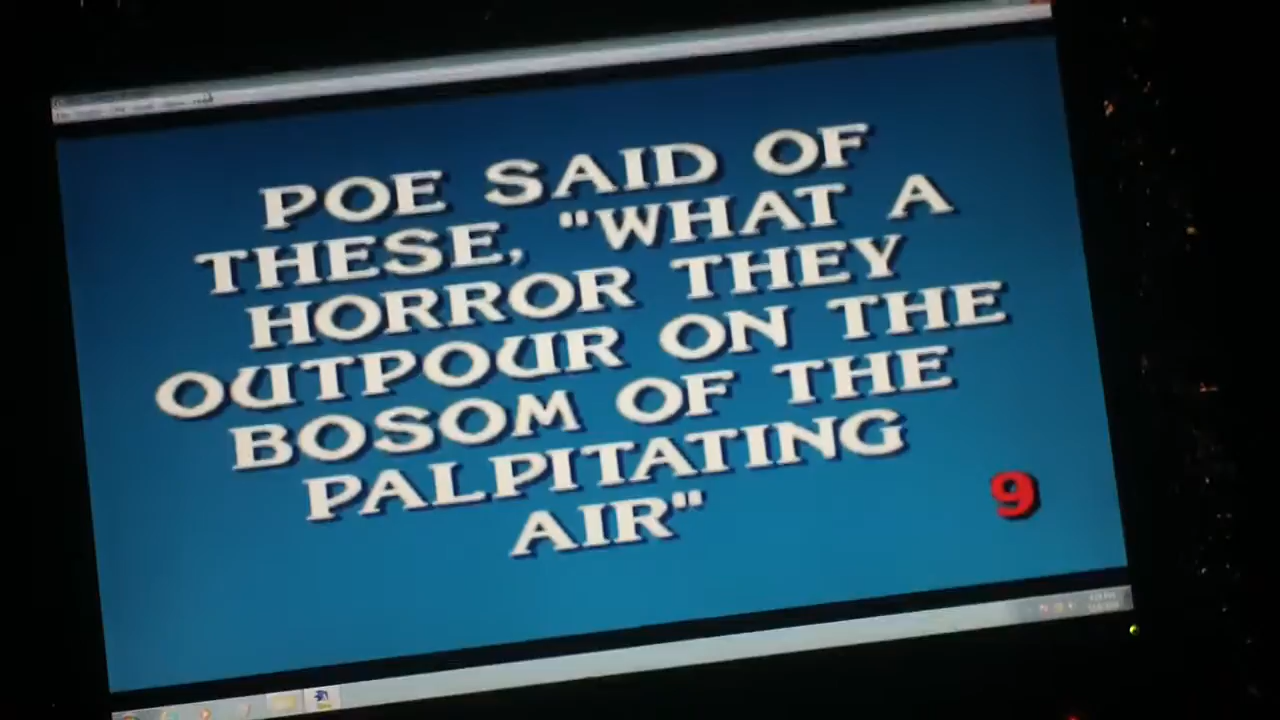 POE SAID OF
THESE, "WHAT A
HORROR THEY
OUTPOUR ON THE
BOSOM OF THE
PALPITATING
AIR"
9